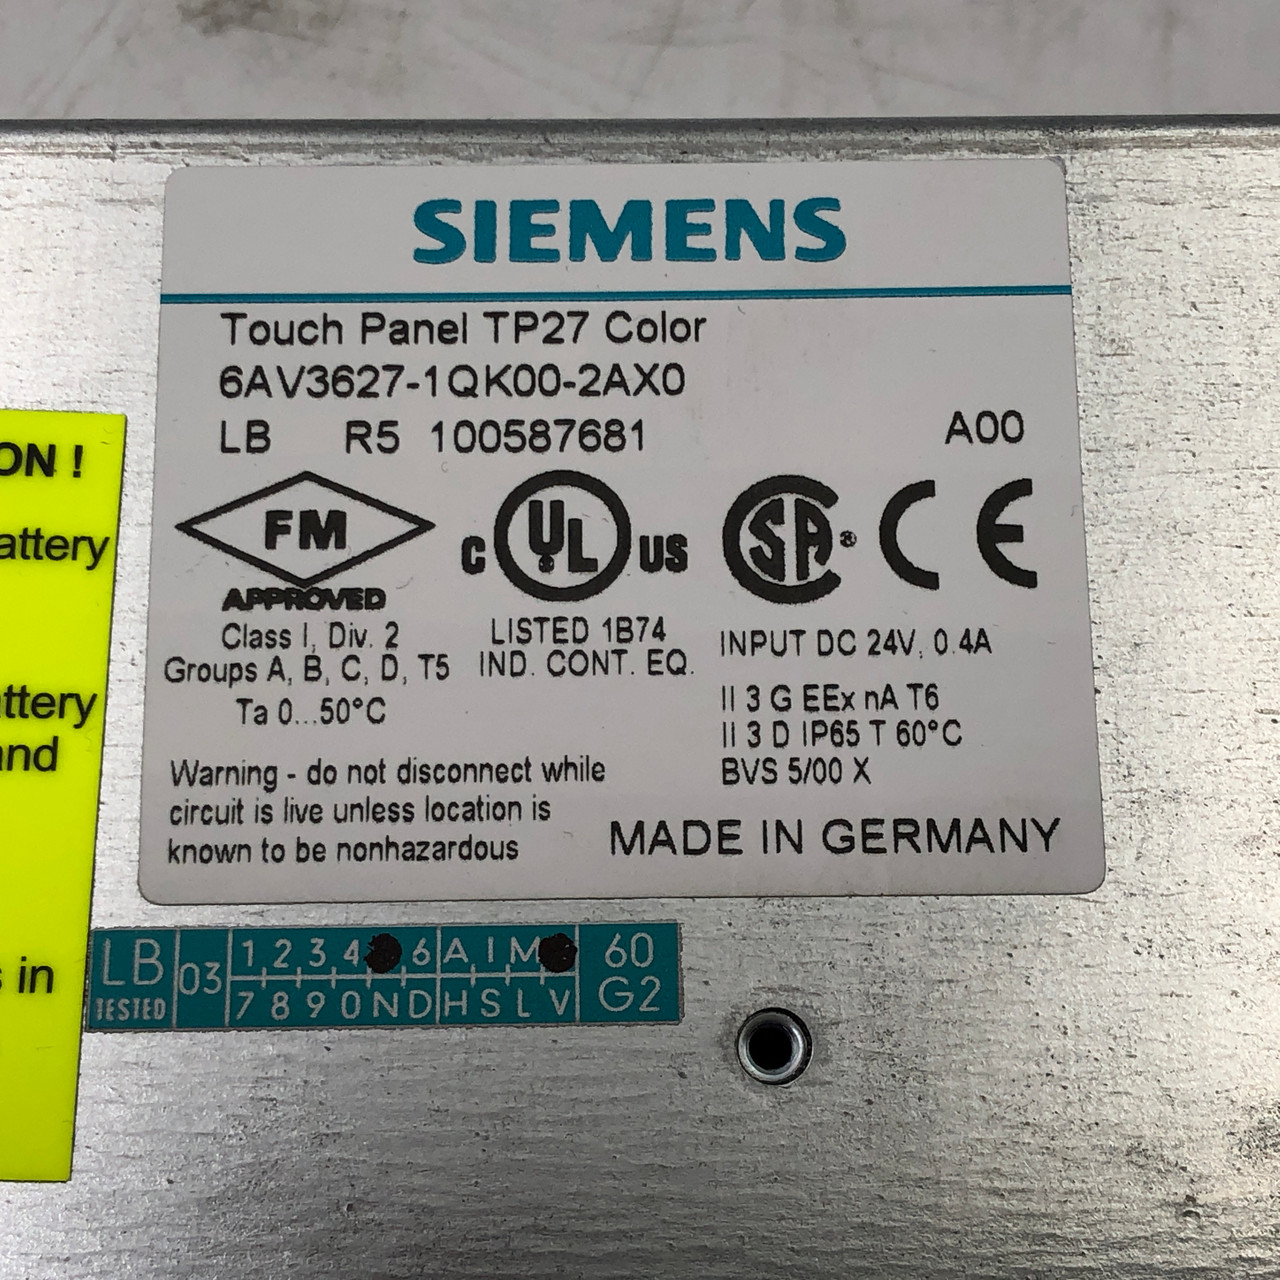 SIEMENS
Touch Panel TP27 Color
6AV3627-1QK00-2AX0
LB R5 100587681 A00
FM
APPROVED
Class I, Div. 2
Groups A, B, C, D, T5
Ta 0...50°C
C UL US
LISTED 1B74
IND. CONT. EQ.
SA ® CE
INPUT DC 24V, 0.4A
II 3 G EEx nA T6
II 3 D IP65 T 60°C
BVS 5/00 X
Warning - do not disconnect while
circuit is live unless location is
known to be nonhazardous
MADE IN GERMANY
ON !
attery
ttery
and
in
LB
TESTED
03
1 2 3 4 6 A I M
7 8 9 0 N D H S L V
60
G2